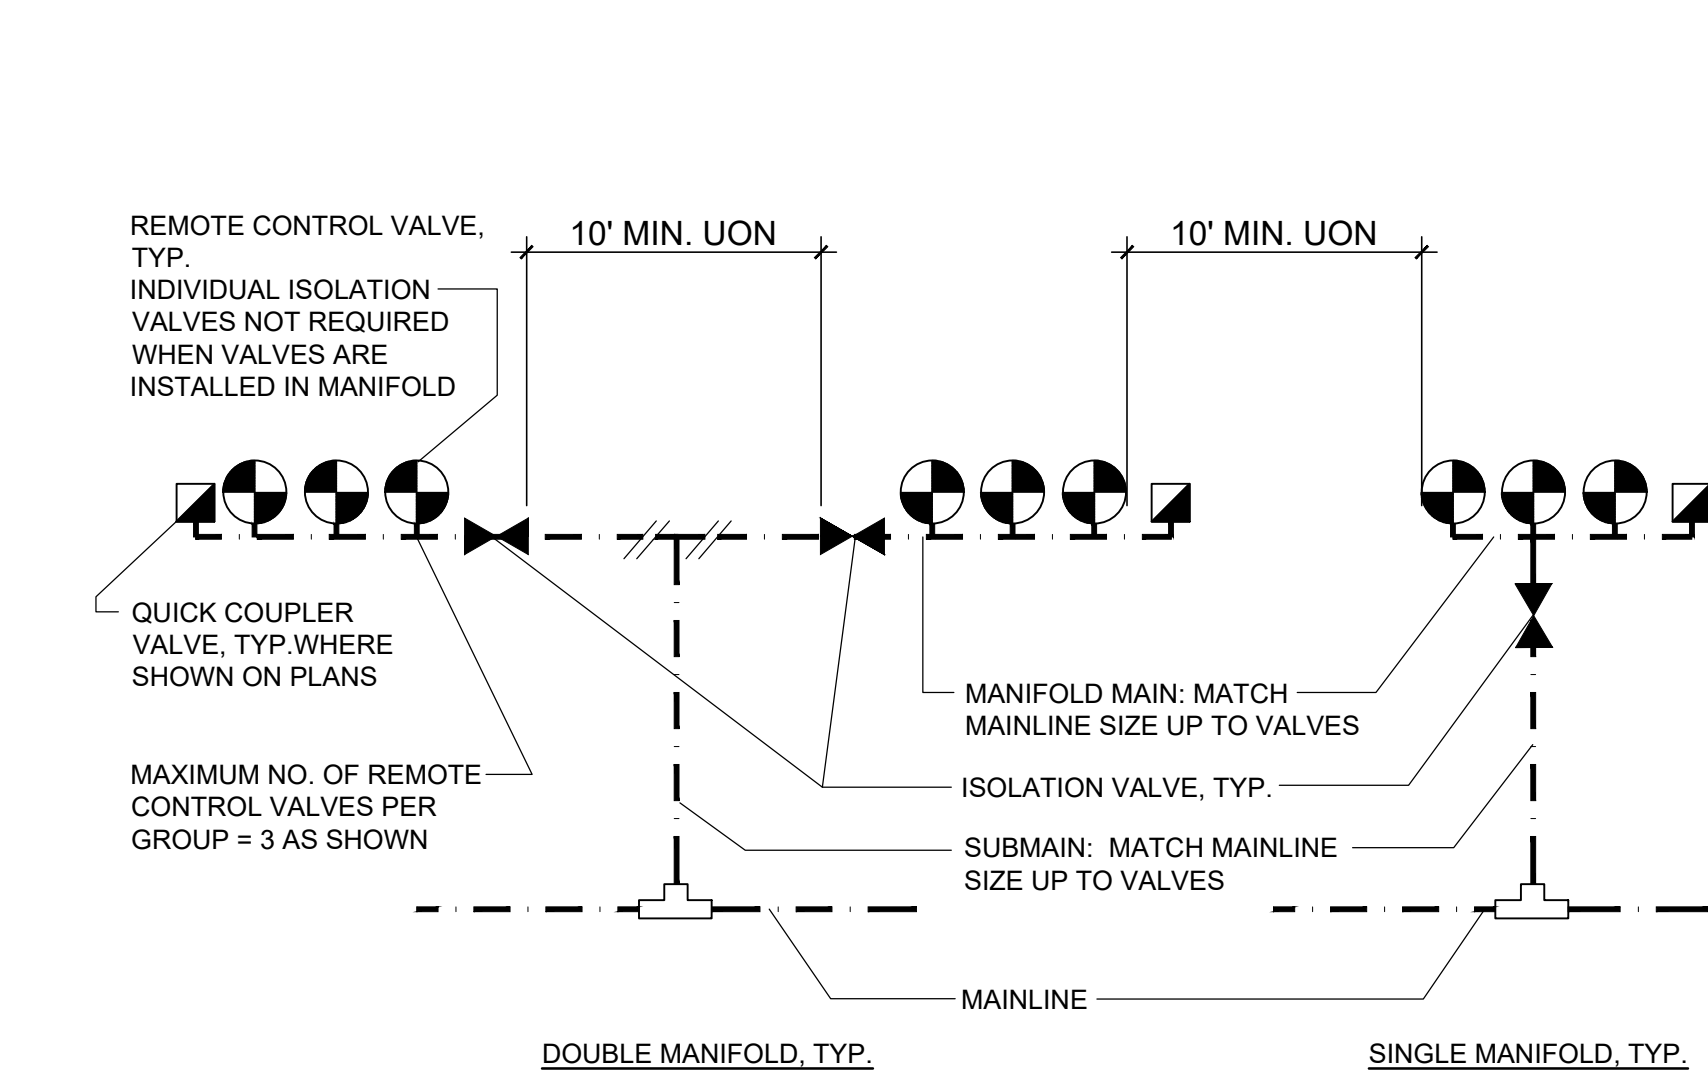 REMOTE CONTROL VALVE,
TYP.
INDIVIDUAL ISOLATION
VALVES NOT REQUIRED
WHEN VALVES ARE
INSTALLED IN MANIFOLD
10' MIN. UON
10' MIN. UON
QUICK COUPLER
VALVE, TYP.WHERE
SHOWN ON PLANS
MAXIMUM NO. OF REMOTE
CONTROL VALVES PER
GROUP = 3 AS SHOWN
MANIFOLD MAIN: MATCH
MAINLINE SIZE UP TO VALVES
ISOLATION VALVE, TYP.
SUBMAIN:  MATCH MAINLINE
SIZE UP TO VALVES
MAINLINE
DOUBLE MANIFOLD, TYP.
SINGLE MANIFOLD, TYP.